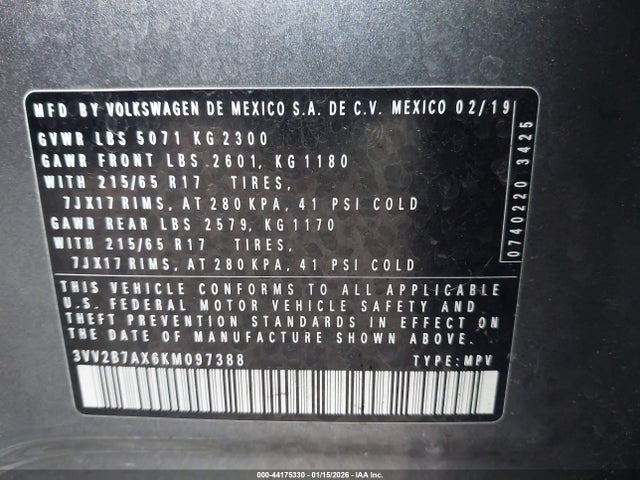 MFD BY VOLKSWAGEN DE MEXICO S.A. DE C.V. MEXICO 02/19
GVWR LBS 5071 KG 2300
GAWR FRONT LBS 2601, KG 1180
WITH 215/65 R17 TIRES,
7JX17 RIMS, AT 280 KPA, 41 PSI COLD
GAWR REAR LBS 2579, KG 1170
WITH 215/65 R17 TIRES,
7JX17 RIMS, AT 280 KPA, 41 PSI COLD
THIS VEHICLE CONFORMS TO ALL APPLICABLE
U.S. FEDERAL MOTOR VEHICLE SAFETY AND
THEFT PREVENTION STANDARDS IN EFFECT ON
THE DATE OF MANUFACTURE SHOWN ABOVE.
3VV2B7AX6KM097388 TYPE: MPV
0740220 3425
000-44175330 - 01/15/2026 - IAA Inc.